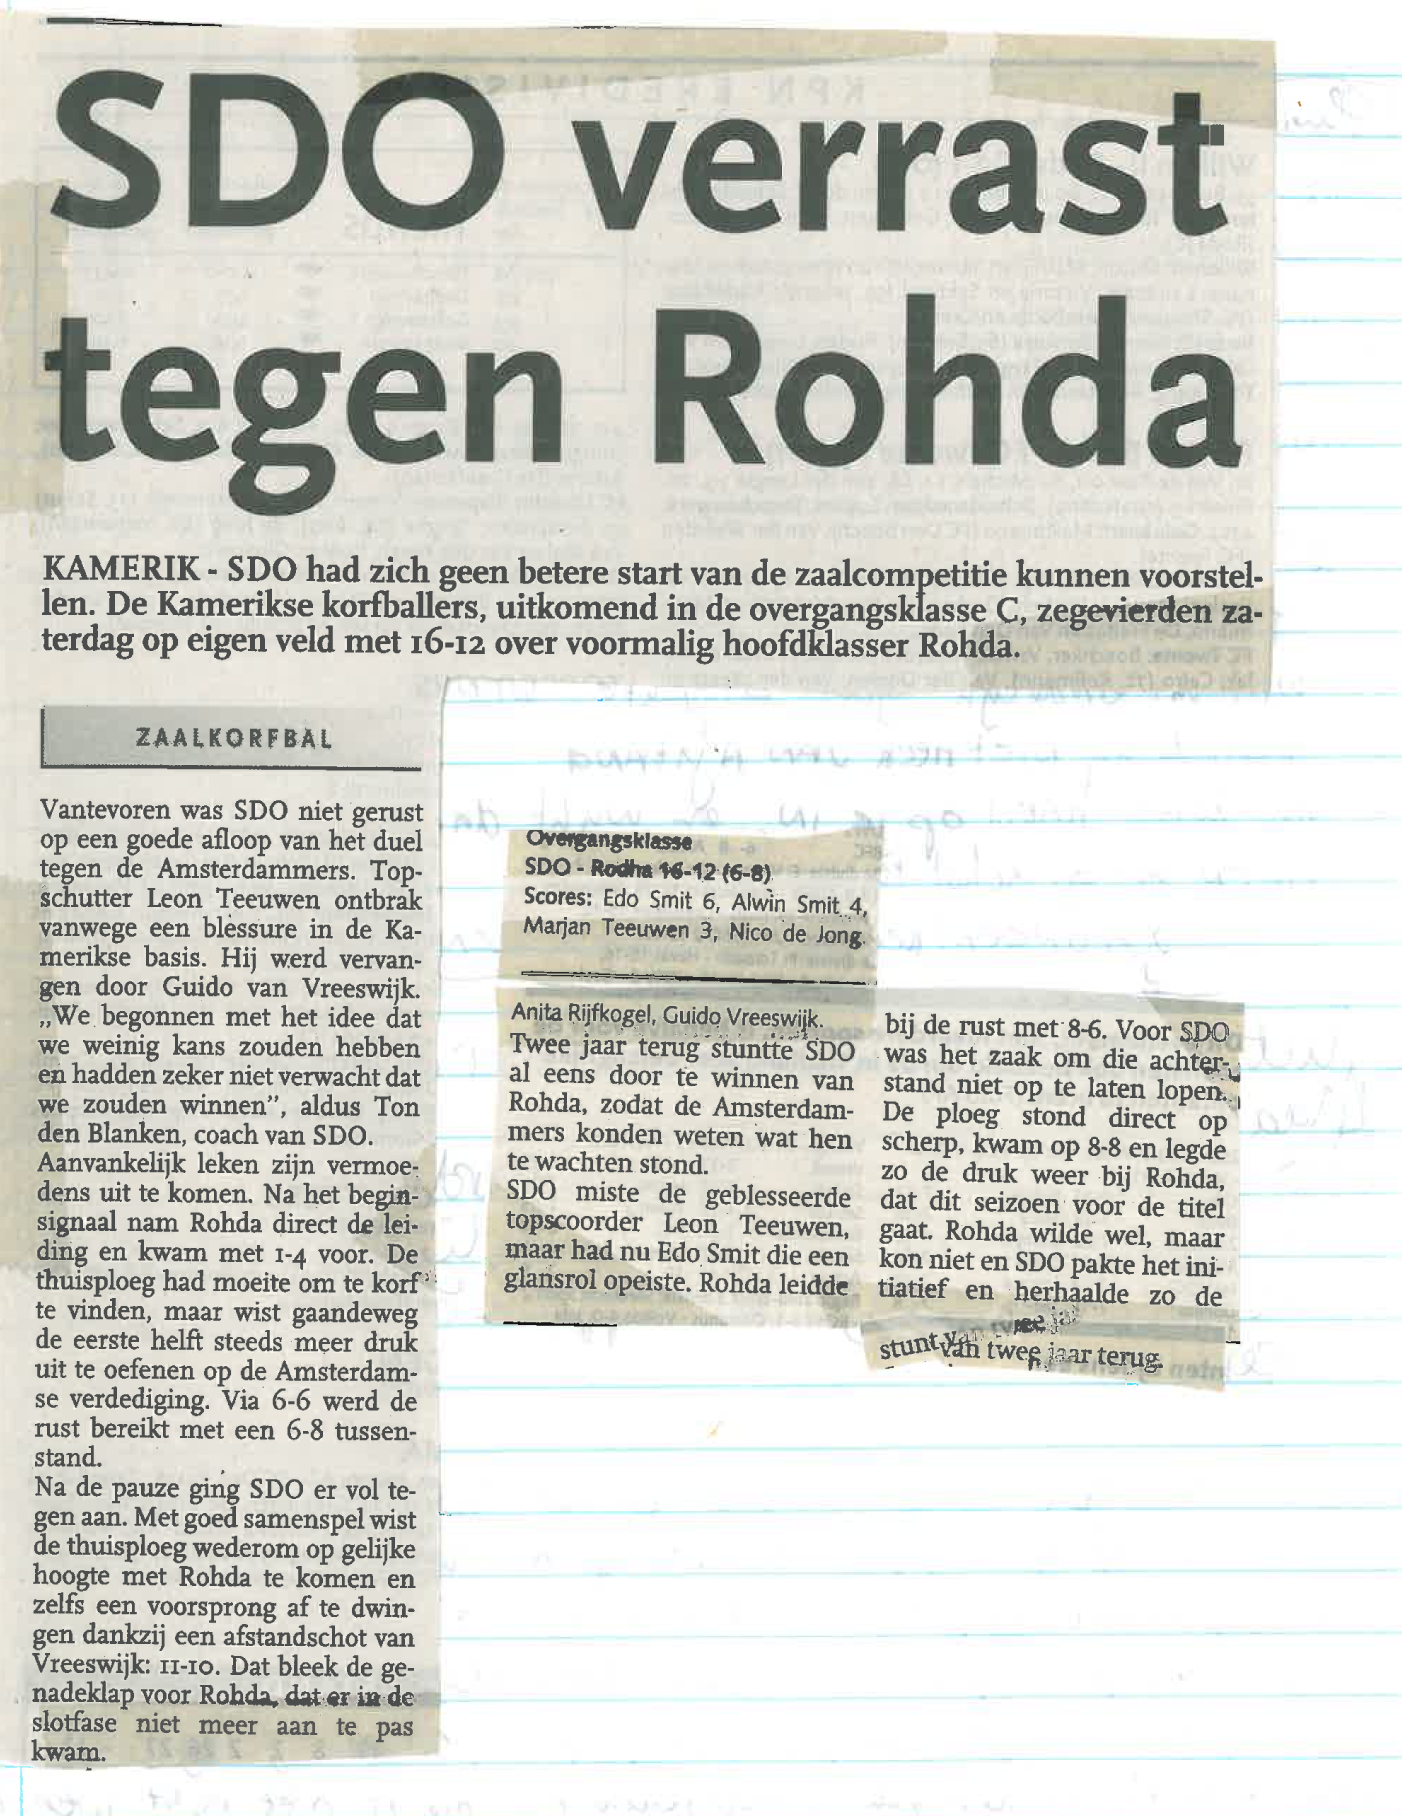 SDO verrast
tegen Rohda
KAMERIK - SDO had zich geen betere start van de zaalcompetitie kunnen voorstel-
len. De Kamerikse korfballers, uitkomend in de overgangsklasse C, zegevierden za-
terdag op eigen veld met 16-12 over voormalig hoofdklasser Rohda.
ZAALKORFBAL
Vantevoren was SDO niet gerust
op een goede afloop van het duel
tegen de Amsterdammers. Top-
schutter Leon Teeuwen ontbrak
vanwege een blessure in de Ka-
merikse basis. Hij werd vervan-
gen door Guido van Vreeswijk.
„We begonnen met het idee dat
we weinig kans zouden hebben
en hadden zeker niet verwacht dat
we zouden winnen”, aldus Ton
den Blanken, coach van SDO.
Aanvankelijk leken zijn vermoe-
dens uit te komen. Na het begin-
signaal nam Rohda direct de lei-
ding en kwam met 1-4 voor. De
thuisploeg had moeite om te korf
te vinden, maar wist gaandeweg
de eerste helft steeds meer druk
uit te oefenen op de Amsterdam-
se verdediging. Via 6-6 werd de
rust bereikt met een 6-8 tussen-
stand.
Na de pauze ging SDO er vol te-
gen aan. Met goed samenspel wist
de thuisploeg wederom op gelijke
hoogte met Rohda te komen en
zelfs een voorsprong af te dwin-
gen dankzij een afstandschot van
Vreeswijk: 11-10. Dat bleek de ge-
nadeklap voor Rohda, dat er in de
slotfase niet meer aan te pas
kwam.
Overgangsklasse
SDO - Rodha 16-12 (6-8)
Scores: Edo Smit 6, Alwin Smit 4,
Marjan Teeuwen 3, Nico de Jong.
Anita Rijfkogel, Guido Vreeswijk.
Twee jaar terug stuntte SDO
al eens door te winnen van
Rohda, zodat de Amsterdam-
mers konden weten wat hen
te wachten stond.
SDO miste de geblesseerde
topscoorder Leon Teeuwen,
maar had nu Edo Smit die een
glansrol opeiste. Rohda leidde
bij de rust met 8-6. Voor SDO
was het zaak om die achter-
stand niet op te laten lopen.
De ploeg stond direct op
scherp, kwam op 8-8 en legde
zo de druk weer bij Rohda,
dat dit seizoen voor de titel
gaat. Rohda wilde wel, maar
kon niet en SDO pakte het ini-
tiatief en herhaalde zo de
stunt van twee jaar terug.